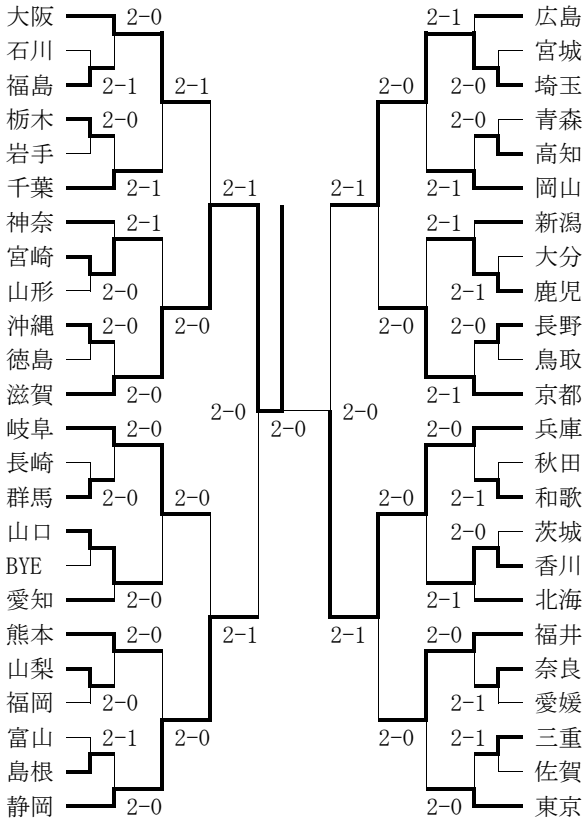 大阪 2-0 2-1 広島
石川 宮城
福島 2-1 2-1 2-0 2-0 埼玉
栃木 2-0 2-0 青森
岩手 高知
千葉 2-1 2-1 2-1 2-1 岡山
神奈 2-1 新潟
宮崎 大分
山形 2-0 2-1 鹿児
沖縄 2-0 2-0 2-0 2-0 長野
徳島 鳥取
滋賀 2-0 2-1 京都
岐阜 2-0 2-0 2-0 2-0 2-0 兵庫
長崎 秋田
群馬 2-0 2-0 2-0 2-1 和歌
山口 2-0 茨城
BYE 香川
愛知 2-0 2-1 北海
熊本 2-0 2-1 2-1 2-0 福井
山梨 奈良
福岡 2-0 2-1 愛媛
富山 2-1 2-0 2-0 2-1 三重
島根 佐賀
静岡 2-0 2-0 東京